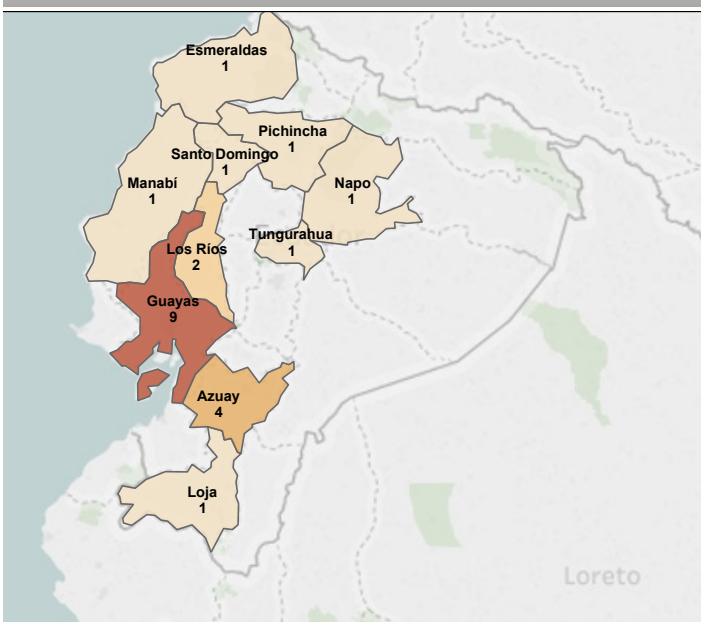 Esmeraldas
1
Pichincha
1
Santo Domingo
1
Manabí
1
Napo
1
Tungurahua
1
Los Ríos
2
Guayas
9
Azuay
4
Loja
1
Loreto